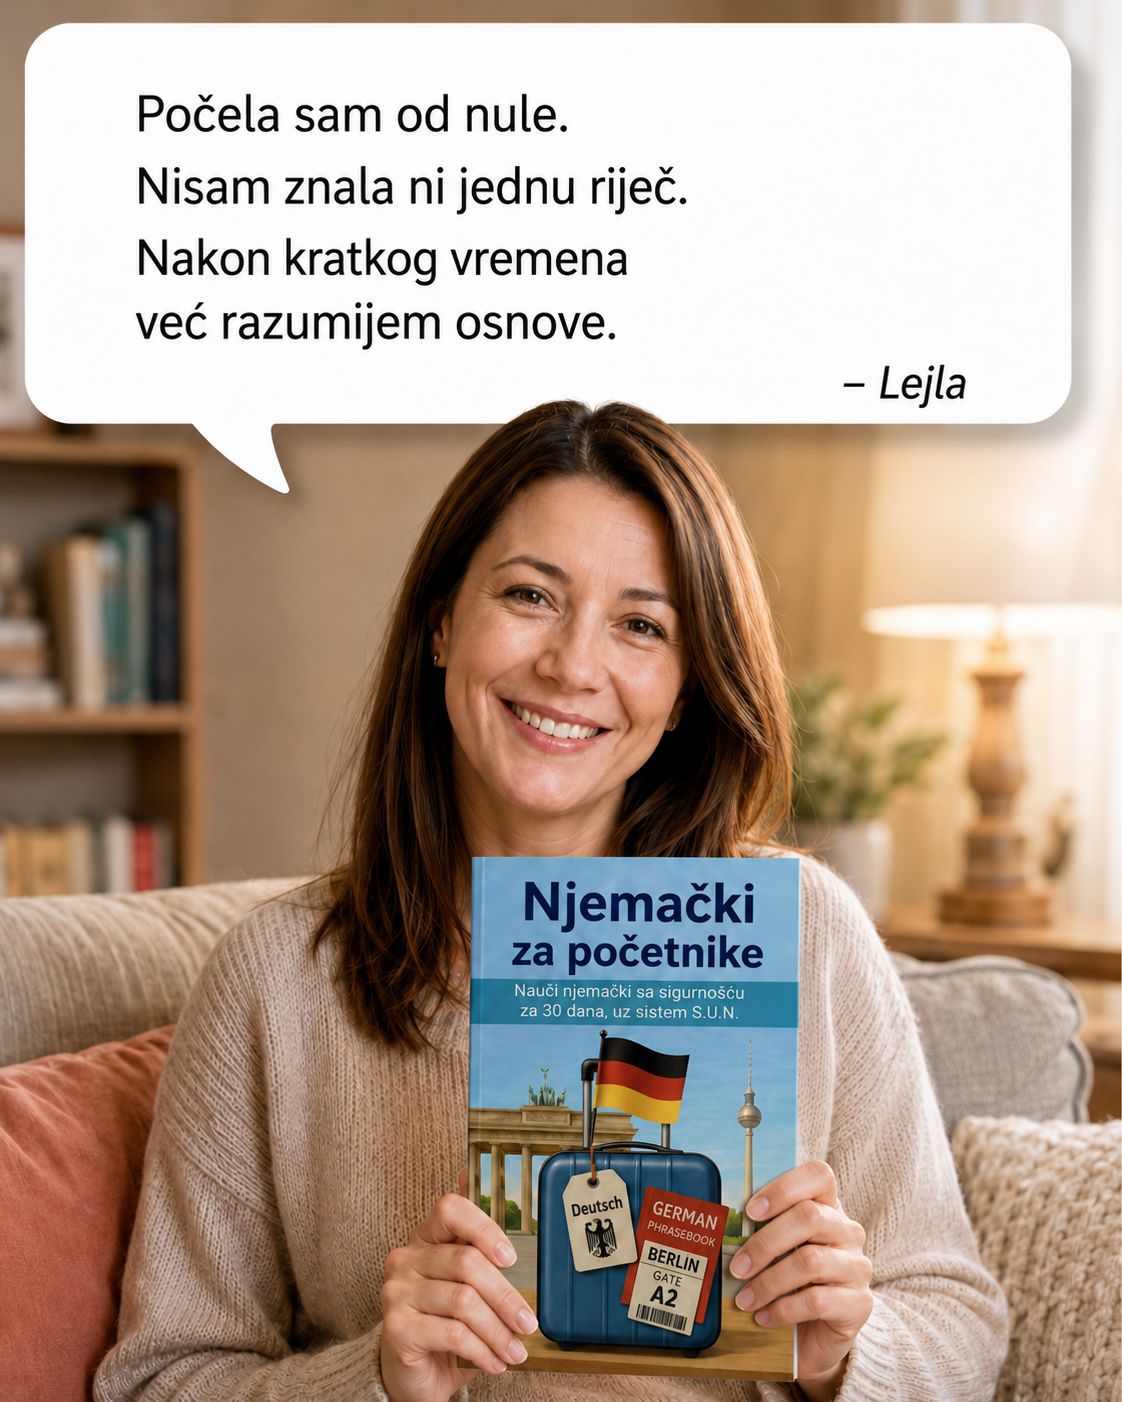 Počela sam od nule.
Nisam znala ni jednu riječ.
Nakon kratkog vremena
već razumijem osnove.
– Lejla
Njemački
za početnike
Nauči njemački sa sigurnošću
za 30 dana, uz sistem S.U.N.
Deutsch
GERMAN
PHRASEBOOK
BERLIN
GATE
A2